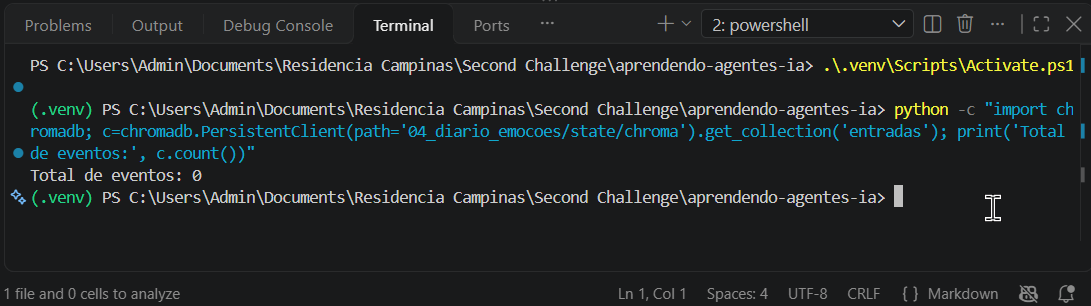 Problems Output Debug Console Terminal Ports ··· 2: powershell ···
PS C:\Users\Admin\Documents\Residencia Campinas\Second Challenge\aprendendo-agentes-ia> .\.venv\Scripts\Activate.ps1
(.venv) PS C:\Users\Admin\Documents\Residencia Campinas\Second Challenge\aprendendo-agentes-ia> python -c "import ch
romadb; c=chromadb.PersistentClient(path='04_diario_emocoes/state/chroma').get_collection('entradas'); print('Total
de eventos:', c.count())"
Total de eventos: 0
(.venv) PS C:\Users\Admin\Documents\Residencia Campinas\Second Challenge\aprendendo-agentes-ia>
1 file and 0 cells to analyze Ln 1, Col 1 Spaces: 4 UTF-8 CRLF { } Markdown